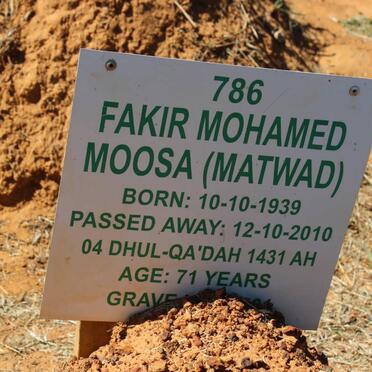 786
FAKIR MOHAMED
MOOSA (MATWAD)
BORN: 10-10-1939
PASSED AWAY: 12-10-2010
04 DHUL-QA'DAH 1431 AH
AGE: 71 YEARS
GRAVE